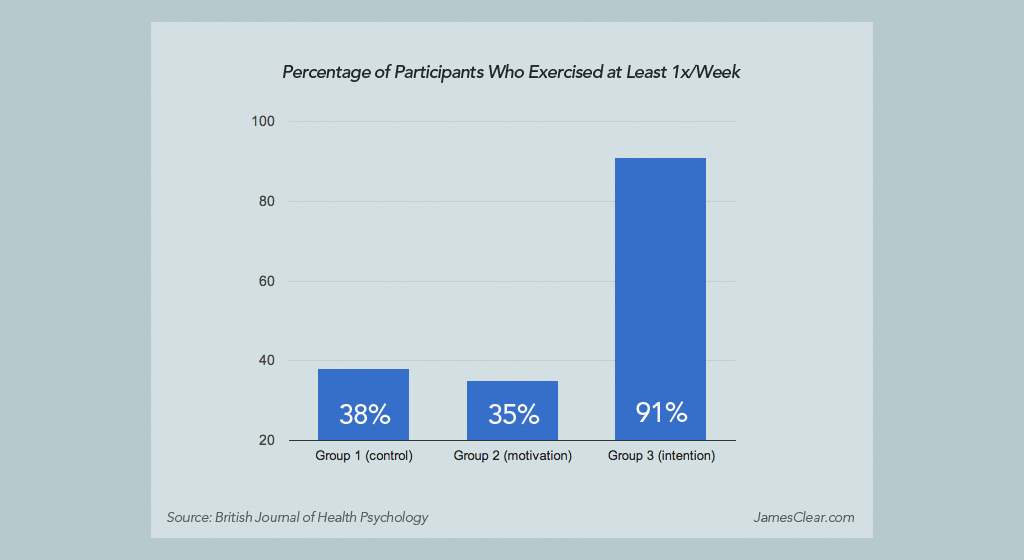 Percentage of Participants Who Exercised at Least 1x/Week
100
80
60
40
20
38%
35%
91%
Group 1 (control)
Group 2 (motivation)
Group 3 (intention)
Source: British Journal of Health Psychology
JamesClear.com